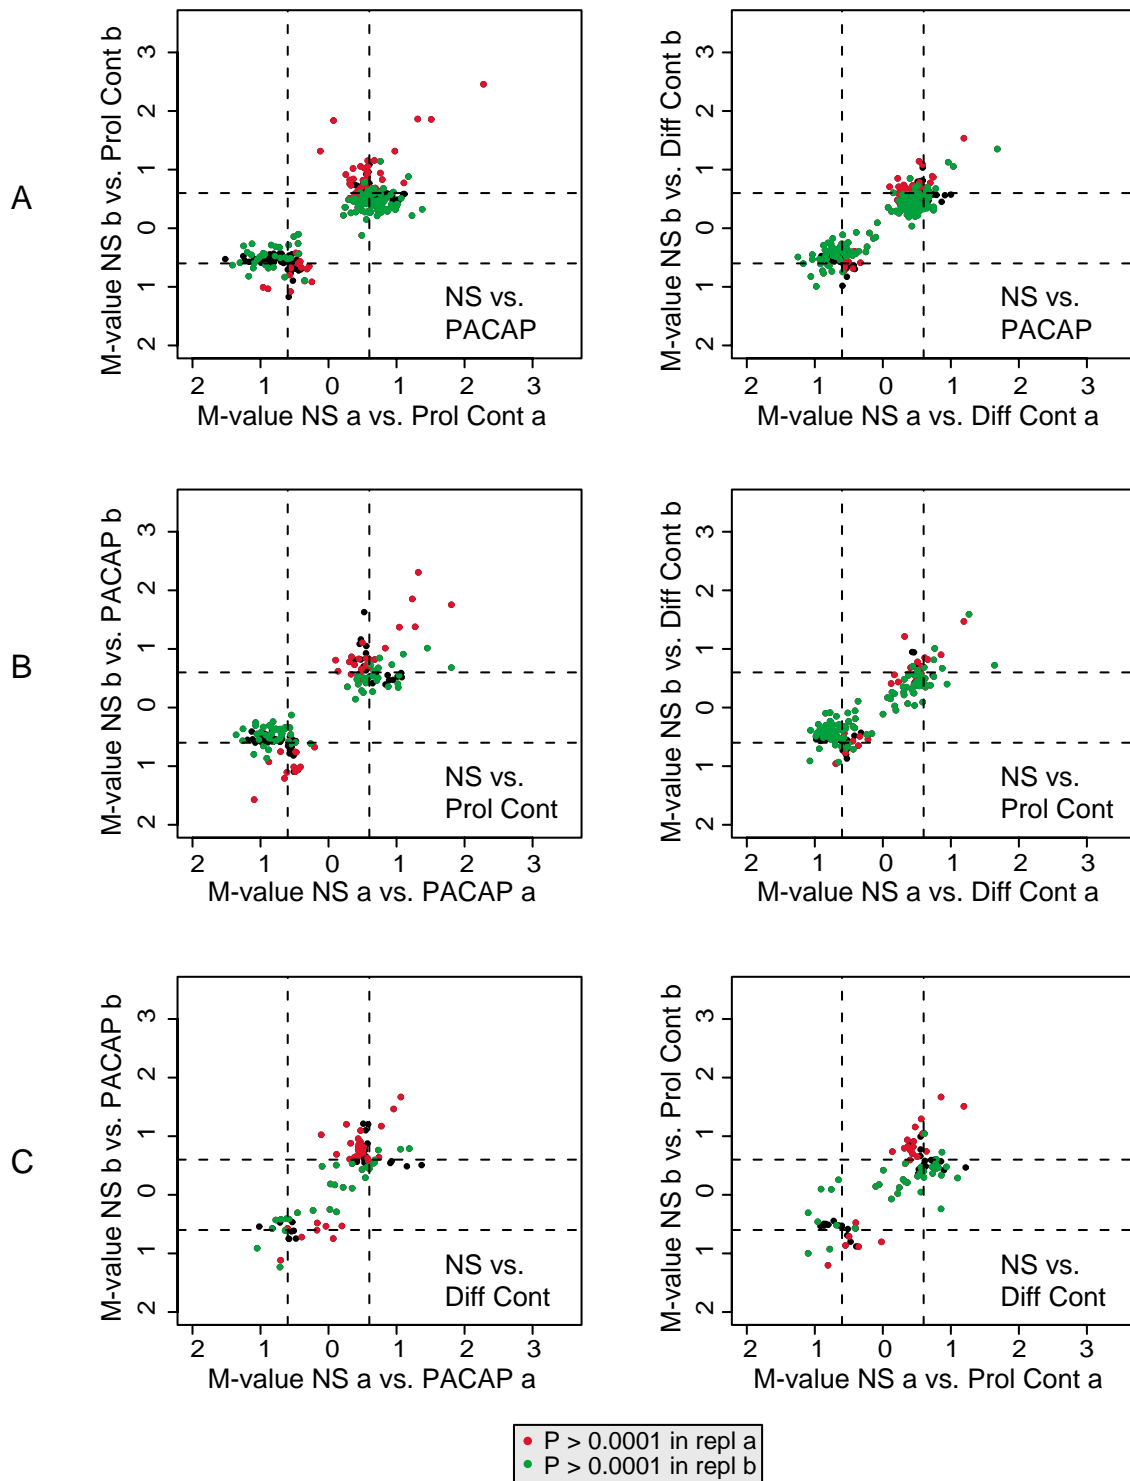 A
M-value NS b vs. Prol Cont b
3
2
1
0
1
2
NS vs.
PACAP
2 1 0 1 2 3
M-value NS a vs. Prol Cont a
M-value NS b vs. Diff Cont b
3
2
1
0
1
2
NS vs.
PACAP
2 1 0 1 2 3
M-value NS a vs. Diff Cont a
B
M-value NS b vs. PACAP b
3
2
1
0
1
2
NS vs.
Prol Cont
2 1 0 1 2 3
M-value NS a vs. PACAP a
M-value NS b vs. Diff Cont b
3
2
1
0
1
2
NS vs.
Prol Cont
2 1 0 1 2 3
M-value NS a vs. Diff Cont a
C
M-value NS b vs. PACAP b
3
2
1
0
1
2
NS vs.
Diff Cont
2 1 0 1 2 3
M-value NS a vs. PACAP a
M-value NS b vs. Prol Cont b
3
2
1
0
1
2
NS vs.
Diff Cont
2 1 0 1 2 3
M-value NS a vs. Prol Cont a
P > 0.0001 in repl a
P > 0.0001 in repl b